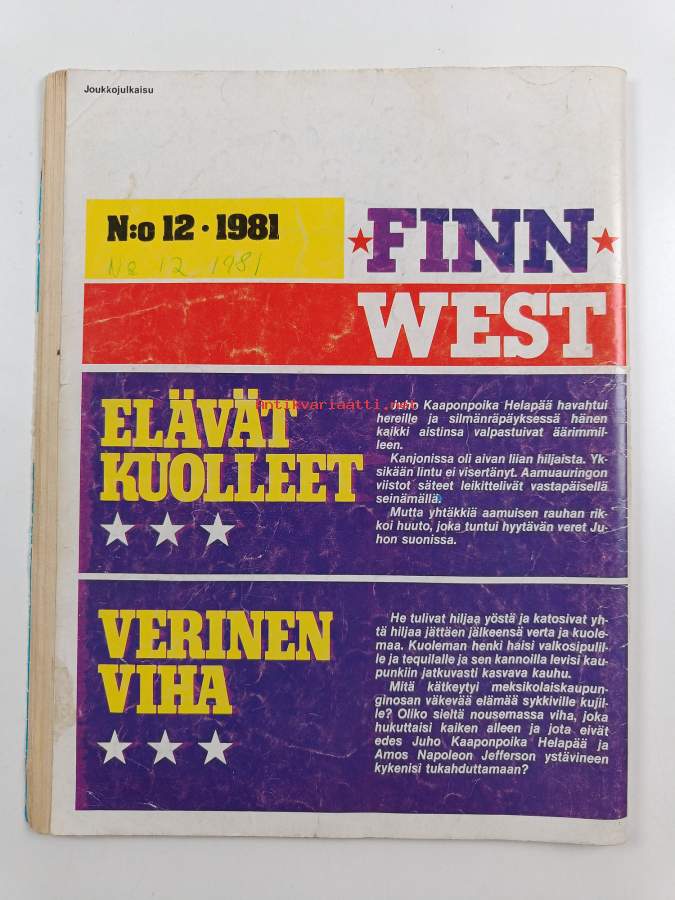 Joukkojulkaisu
N:o 12 • 1981
No 12 1981
FINN
WEST
Antikvariaatti.net
ELÄVÄT
KUOLLEET
Juho Kaaponpoika Helapää havahtui
hereille ja silmänräpäyksessä hänen
kaikki aistinsa valpastuivat äärimmil-
leen.
Kanjonissa oli aivan liian hiljaista. Yk-
sikään lintu ei visertänyt. Aamuauringon
viistot säteet leikittelivät vastapäisellä
seinämällä.
Mutta yhtäkkiä aamuisen rauhan rik-
koi huuto, joka tuntui hyytävän veret Ju-
hon suonissa.
VERINEN
VIHA
He tulivat hiljaa yöstä ja katosivat yh-
tä hiljaa jättäen jälkeensä verta ja kuole-
maa. Kuoleman henki haisi valkosipulil-
le ja tequilalle ja sen kannoilla levisi kau-
punkiin jatkuvasti kasvava kauhu.
Mitä kätkeytyi meksikolaiskaupun-
ginosan väkevää elämää sykkiville kujil-
le? Oliko sieltä nousemassa viha, joka
hukuttaisi kaiken alleen ja jota eivät
edes Juho Kaaponpoika Helapää ja
Amos Napoleon Jefferson ystävineen
kykenisi tukahduttamaan?